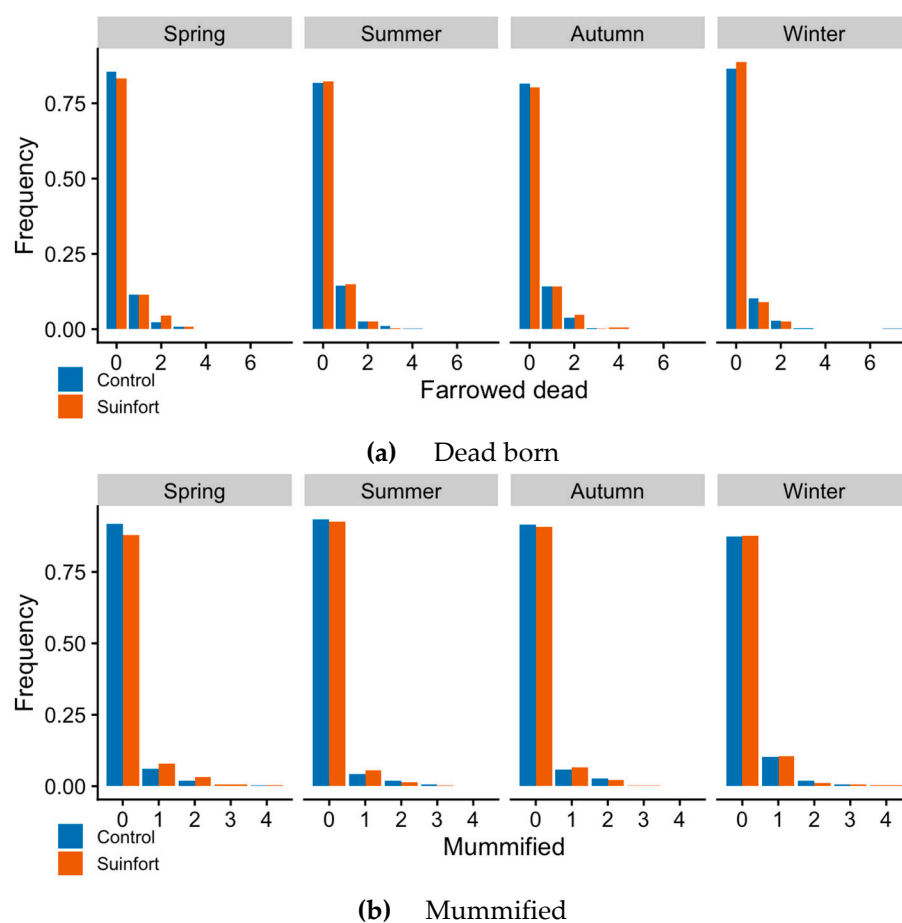 Spring Summer Autumn Winter
Frequency
0.75
0.50
0.25
0.00
0 2 4 6 0 2 4 6 0 2 4 6 0 2 4 6
Farrowed dead
Control
Suinfort
(a) Dead born
Spring Summer Autumn Winter
Frequency
0.75
0.50
0.25
0.00
0 1 2 3 4 0 1 2 3 4 0 1 2 3 4 0 1 2 3 4
Mummified
Control
Suinfort
(b) Mummified